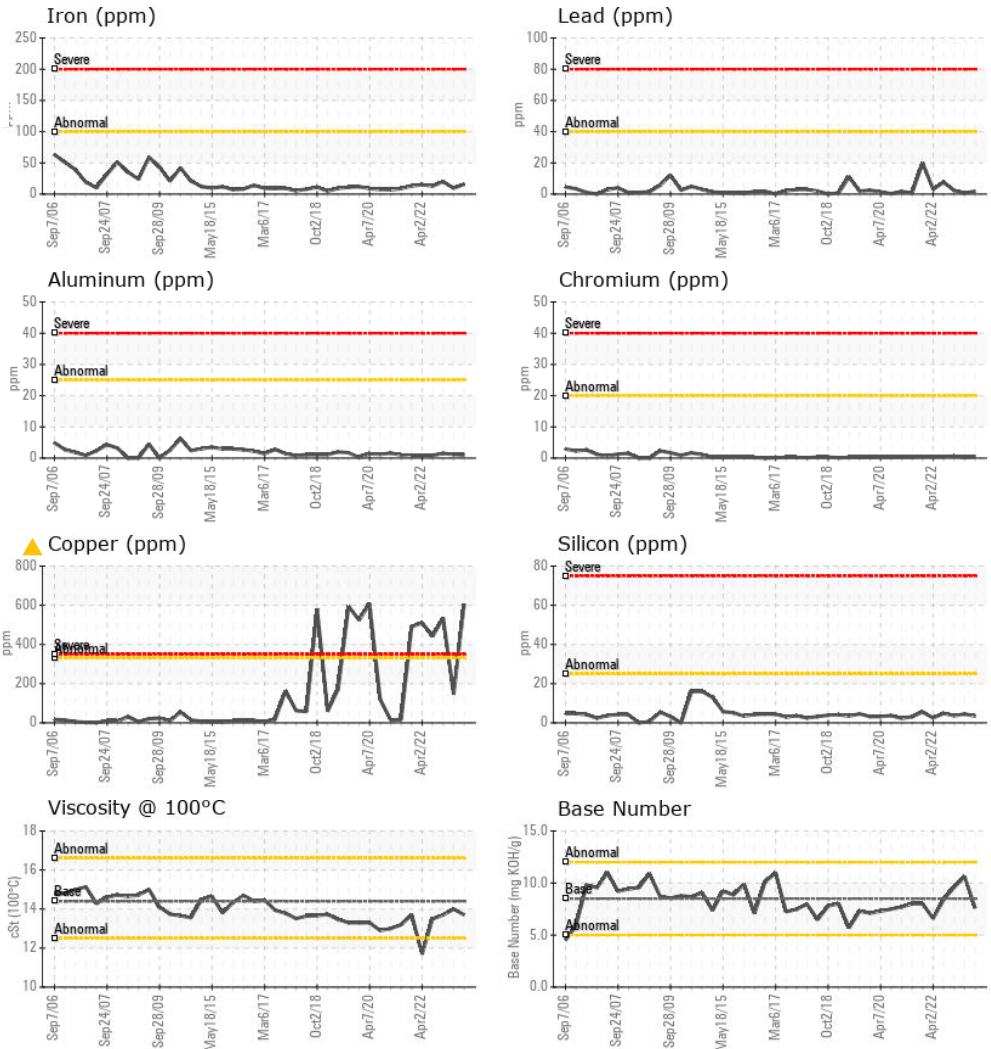 Iron (ppm)
250
200
150
100
50
0
Severe
Abnormal
Sep7/06
Sep24/07
Sep28/09
May18/15
Mar6/17
Oct2/18
Apr7/20
Apr2/22
Lead (ppm)
ppm
100
80
60
40
20
0
Severe
Abnormal
Sep7/06
Sep24/07
Sep28/09
May18/15
Mar6/17
Oct2/18
Apr7/20
Apr2/22
Aluminum (ppm)
ppm
50
40
30
20
10
0
Severe
Abnormal
Sep7/06
Sep24/07
Sep28/09
May18/15
Mar6/17
Oct2/18
Apr7/20
Apr2/22
Chromium (ppm)
ppm
50
40
30
20
10
0
Severe
Abnormal
Sep7/06
Sep24/07
Sep28/09
May18/15
Mar6/17
Oct2/18
Apr7/20
Apr2/22
Copper (ppm)
ppm
800
600
400
200
0
Severe
Abnormal
Sep7/06
Sep24/07
Sep28/09
May18/15
Mar6/17
Oct2/18
Apr7/20
Apr2/22
Silicon (ppm)
ppm
80
60
40
20
0
Severe
Abnormal
Sep7/06
Sep24/07
Sep28/09
May18/15
Mar6/17
Oct2/18
Apr7/20
Apr2/22
Viscosity @ 100°C
cSt (100°C)
18
16
14
12
10
Abnormal
Base
Abnormal
Sep7/06
Sep24/07
Sep28/09
May18/15
Mar6/17
Oct2/18
Apr7/20
Apr2/22
Base Number
Base Number (mg KOH/g)
15.0
10.0
5.0
0.0
Abnormal
Base
Abnormal
Sep7/06
Sep24/07
Sep28/09
May18/15
Mar6/17
Oct2/18
Apr7/20
Apr2/22